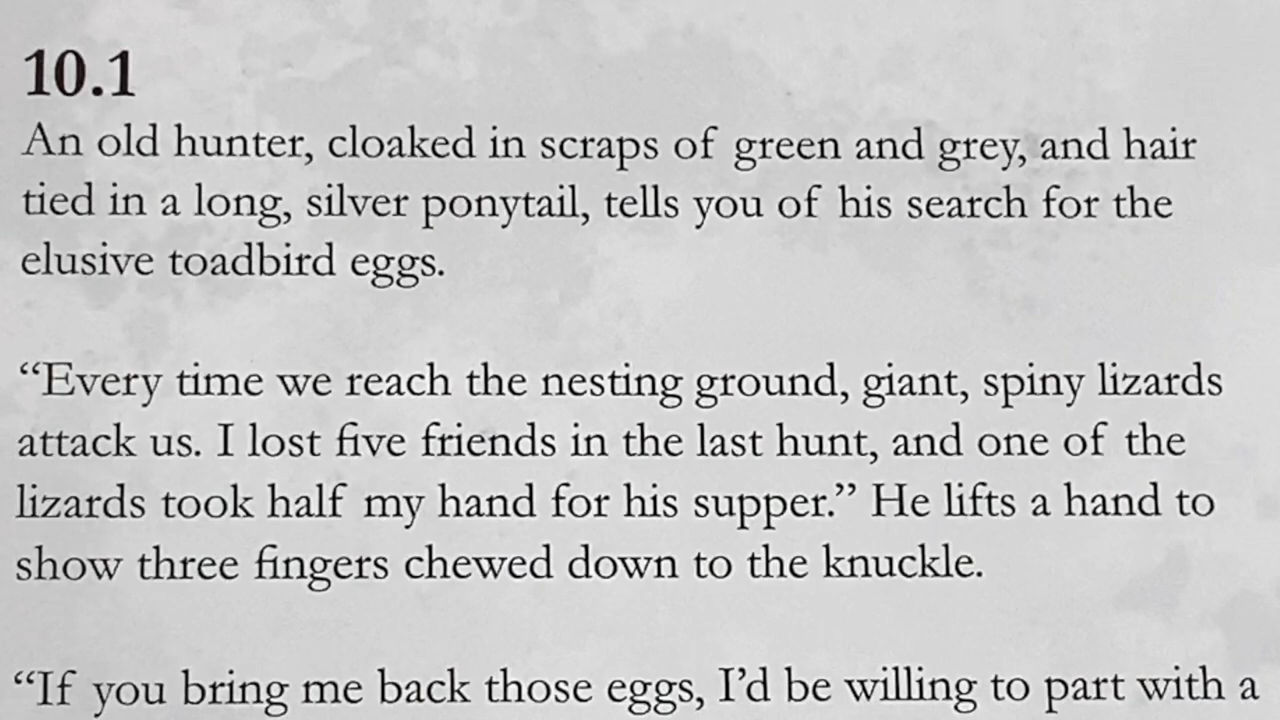 10.1
An old hunter, cloaked in scraps of green and grey, and hair
tied in a long, silver ponytail, tells you of his search for the
elusive toadbird eggs.
“Every time we reach the nesting ground, giant, spiny lizards
attack us. I lost five friends in the last hunt, and one of the
lizards took half my hand for his supper.” He lifts a hand to
show three fingers chewed down to the knuckle.
“If you bring me back those eggs, I’d be willing to part with a